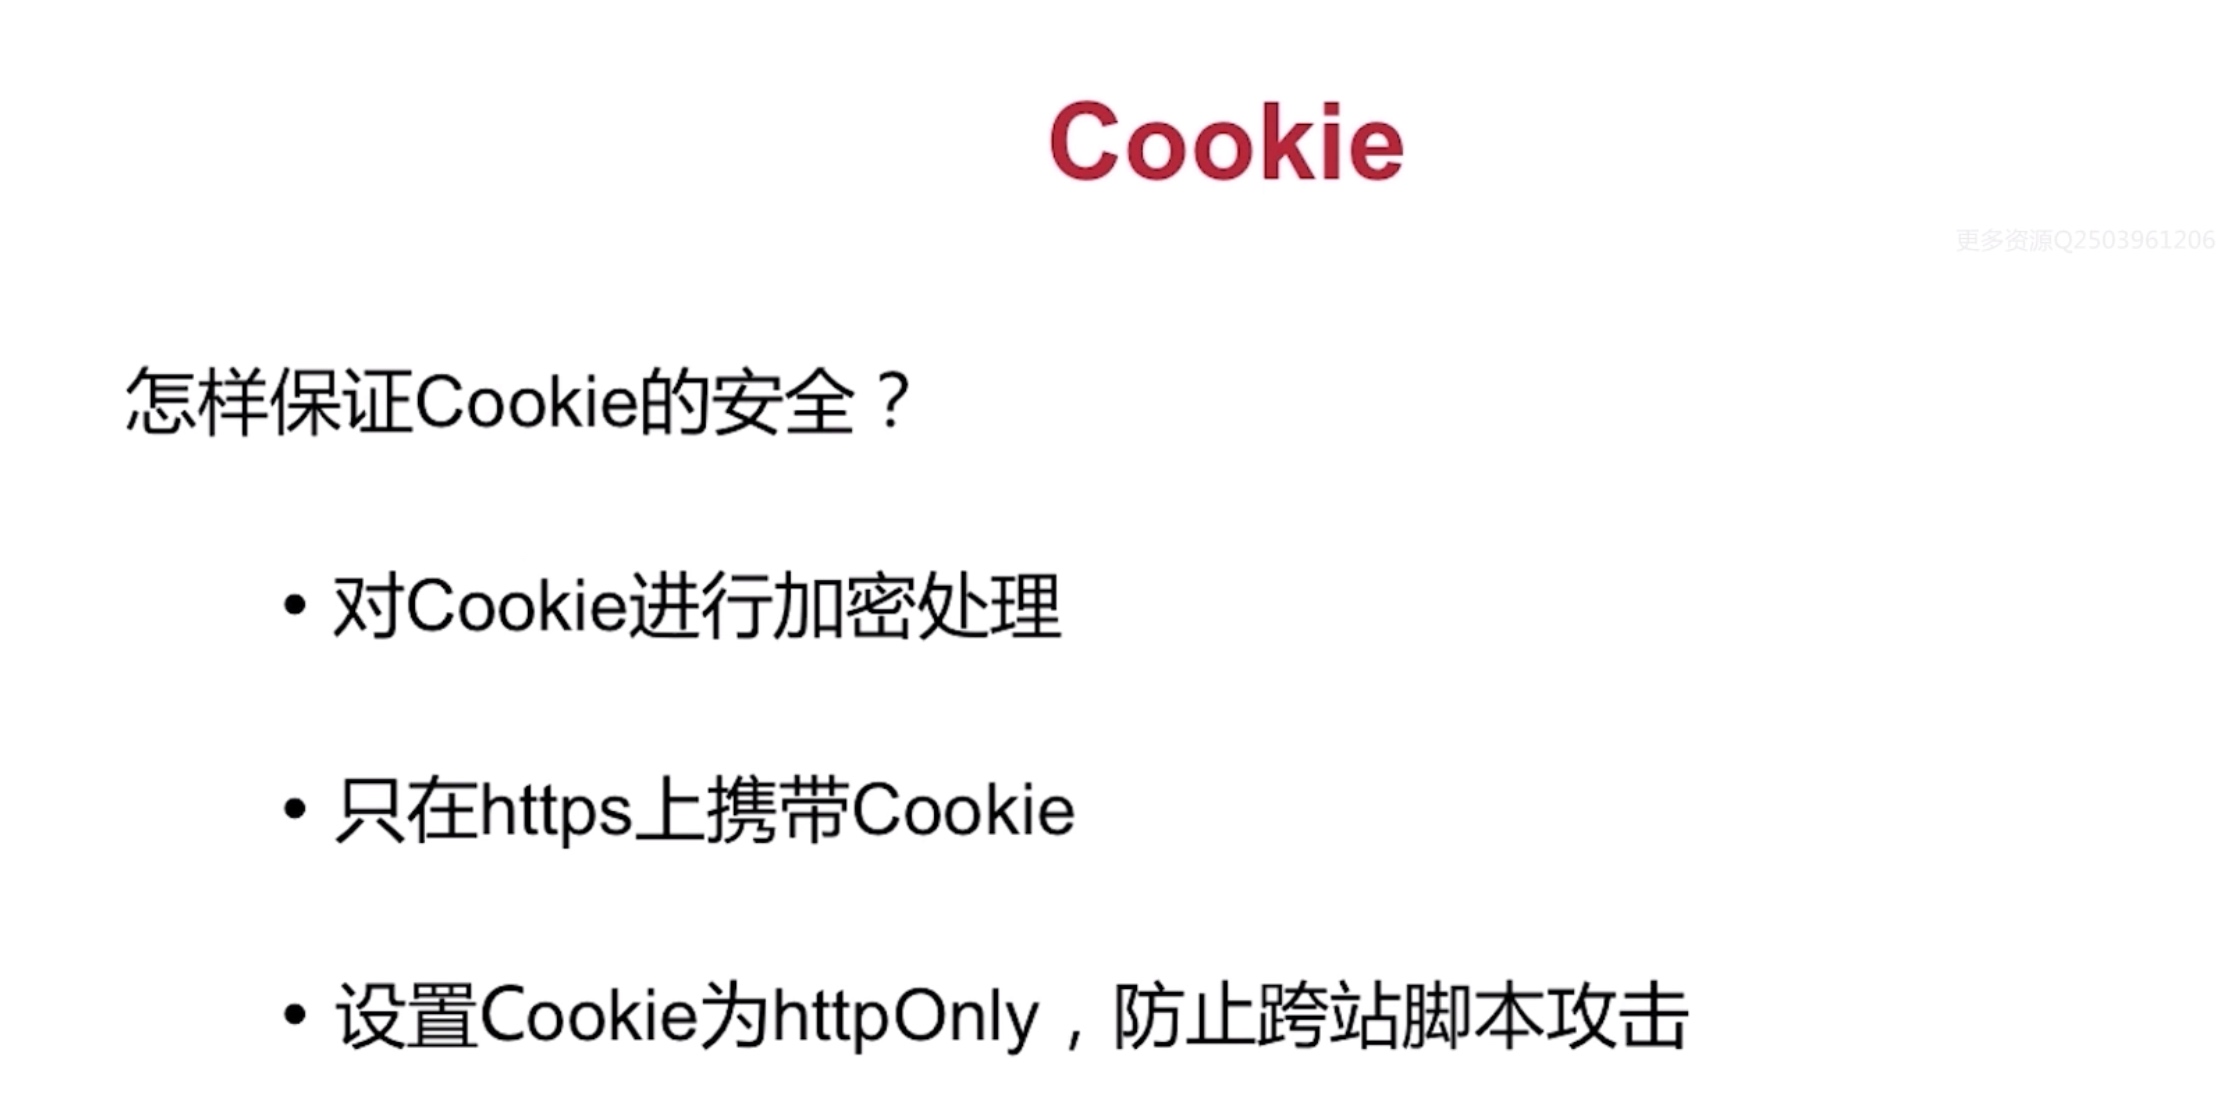 Cookie
更多资源Q2503961206
怎样保证Cookie的安全？
• 对Cookie进行加密处理
• 只在https上携带Cookie
• 设置Cookie为httpOnly，防止跨站脚本攻击